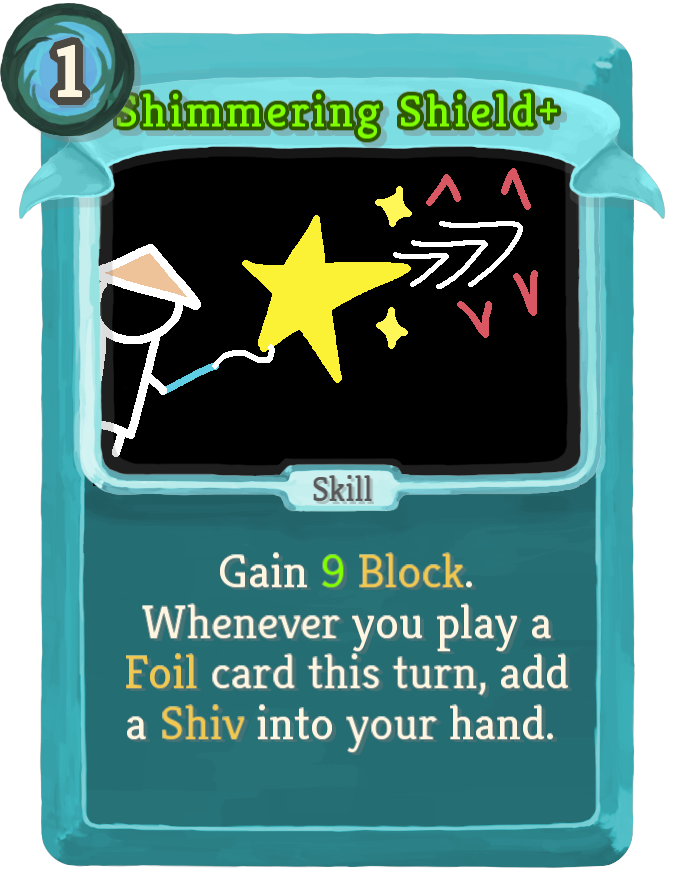 1
Shimmering Shield+
Skill
Gain 9 Block.
Whenever you play a
Foil card this turn, add
a Shiv into your hand.